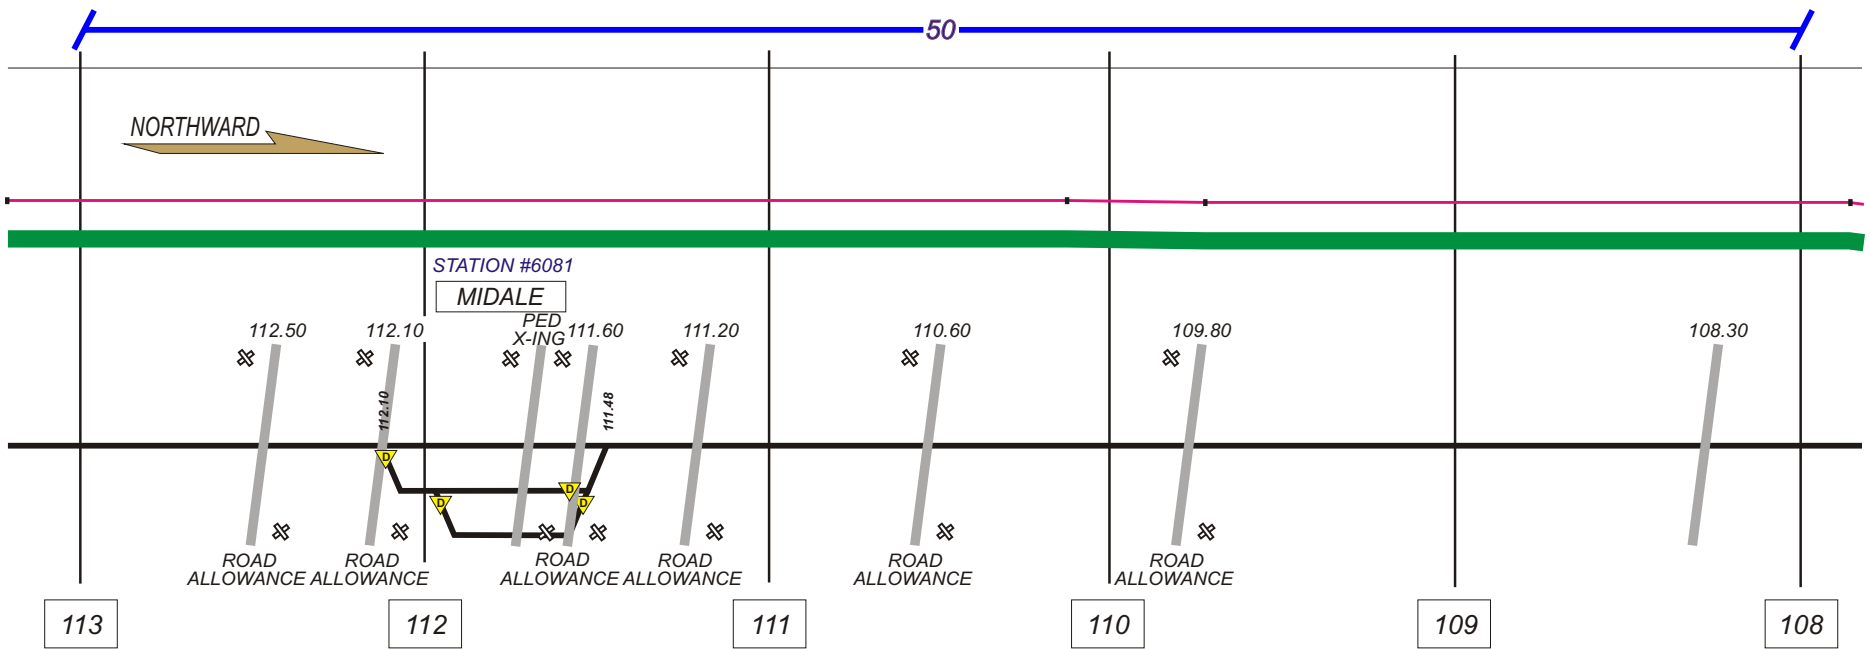 50
NORTHWARD
STATION #6081
MIDALE
PED
X-ING
112.50
112.10
111.60
111.20
110.60
109.80
108.30
112.10
111.48
D
D
D
D
ROAD
ALLOWANCE
ROAD
ALLOWANCE
ROAD
ALLOWANCE
ROAD
ALLOWANCE
ROAD
ALLOWANCE
ROAD
ALLOWANCE
113
112
111
110
109
108